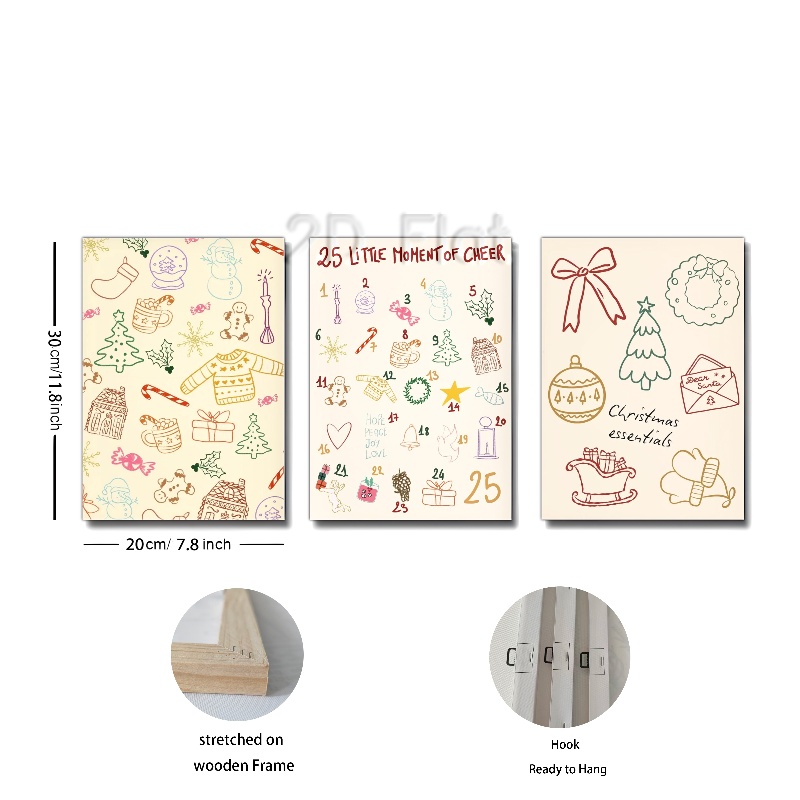 2D Flat
25 LITTLE MOMENT OF CHEER
1
2
3
4
5
6
7
8
9
10
11
12
13
14
15
HOPE
PEACE
JOY
LOVE
16
17
18
19
20
21
22
23
24
25
Dear
Santa
Christmas
essentials
30cm/11.8inch
20cm/ 7.8 inch
stretched on
wooden Frame
Hook
Ready to Hang